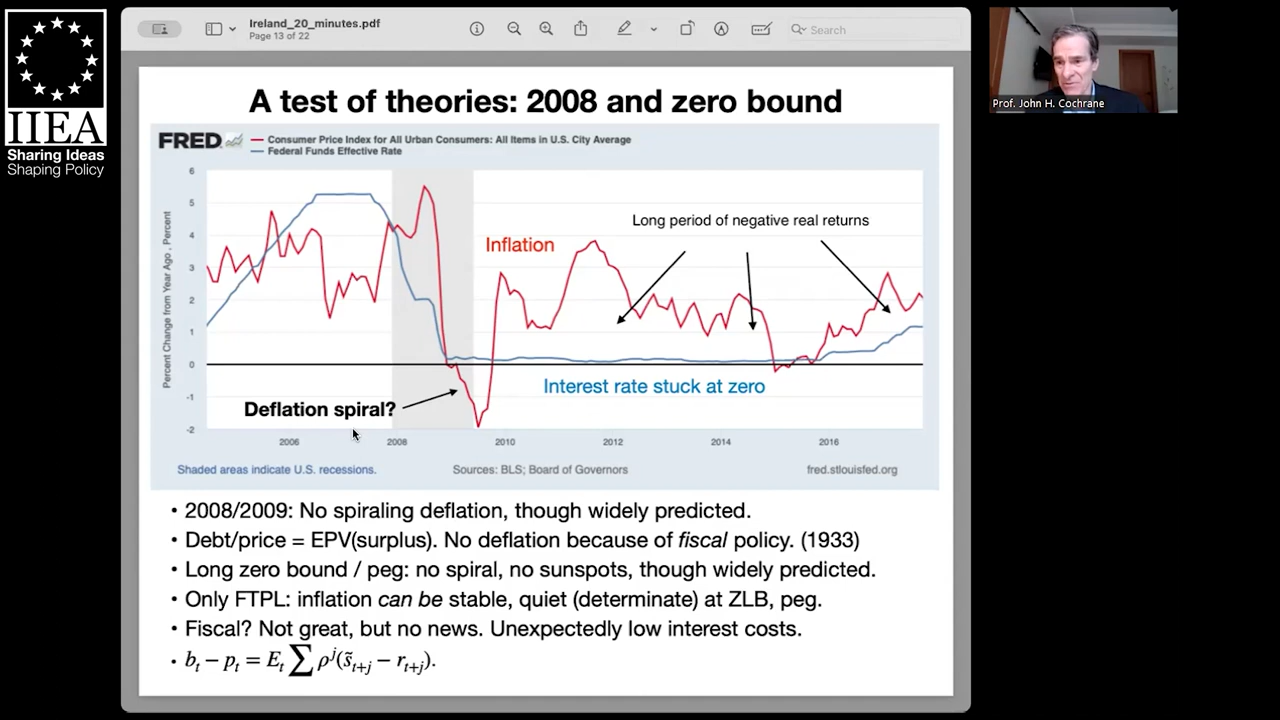 IIEA
Sharing Ideas
Shaping Policy
Ireland_20_minutes.pdf
Page 13 of 22
Search
Prof. John H. Cochrane
A test of theories: 2008 and zero bound
FRED
Consumer Price Index for All Urban Consumers: All Items in U.S. City Average
Federal Funds Effective Rate
Percent Change from Year Ago , Percent
6
5
4
3
2
1
0
-1
-2
Inflation
Long period of negative real returns
Interest rate stuck at zero
Deflation spiral?
2006 2008 2010 2012 2014 2016
Shaded areas indicate U.S. recessions. Sources: BLS; Board of Governors fred.stlouisfed.org
• 2008/2009: No spiraling deflation, though widely predicted.
• Debt/price = EPV(surplus). No deflation because of fiscal policy. (1933)
• Long zero bound / peg: no spiral, no sunspots, though widely predicted.
• Only FTPL: inflation can be stable, quiet (determinate) at ZLB, peg.
• Fiscal? Not great, but no news. Unexpectedly low interest costs.
• bₜ − pₜ = Eₜ ∑ ρʲ(s̃ₜ₊ⱼ − rₜ₊ⱼ).